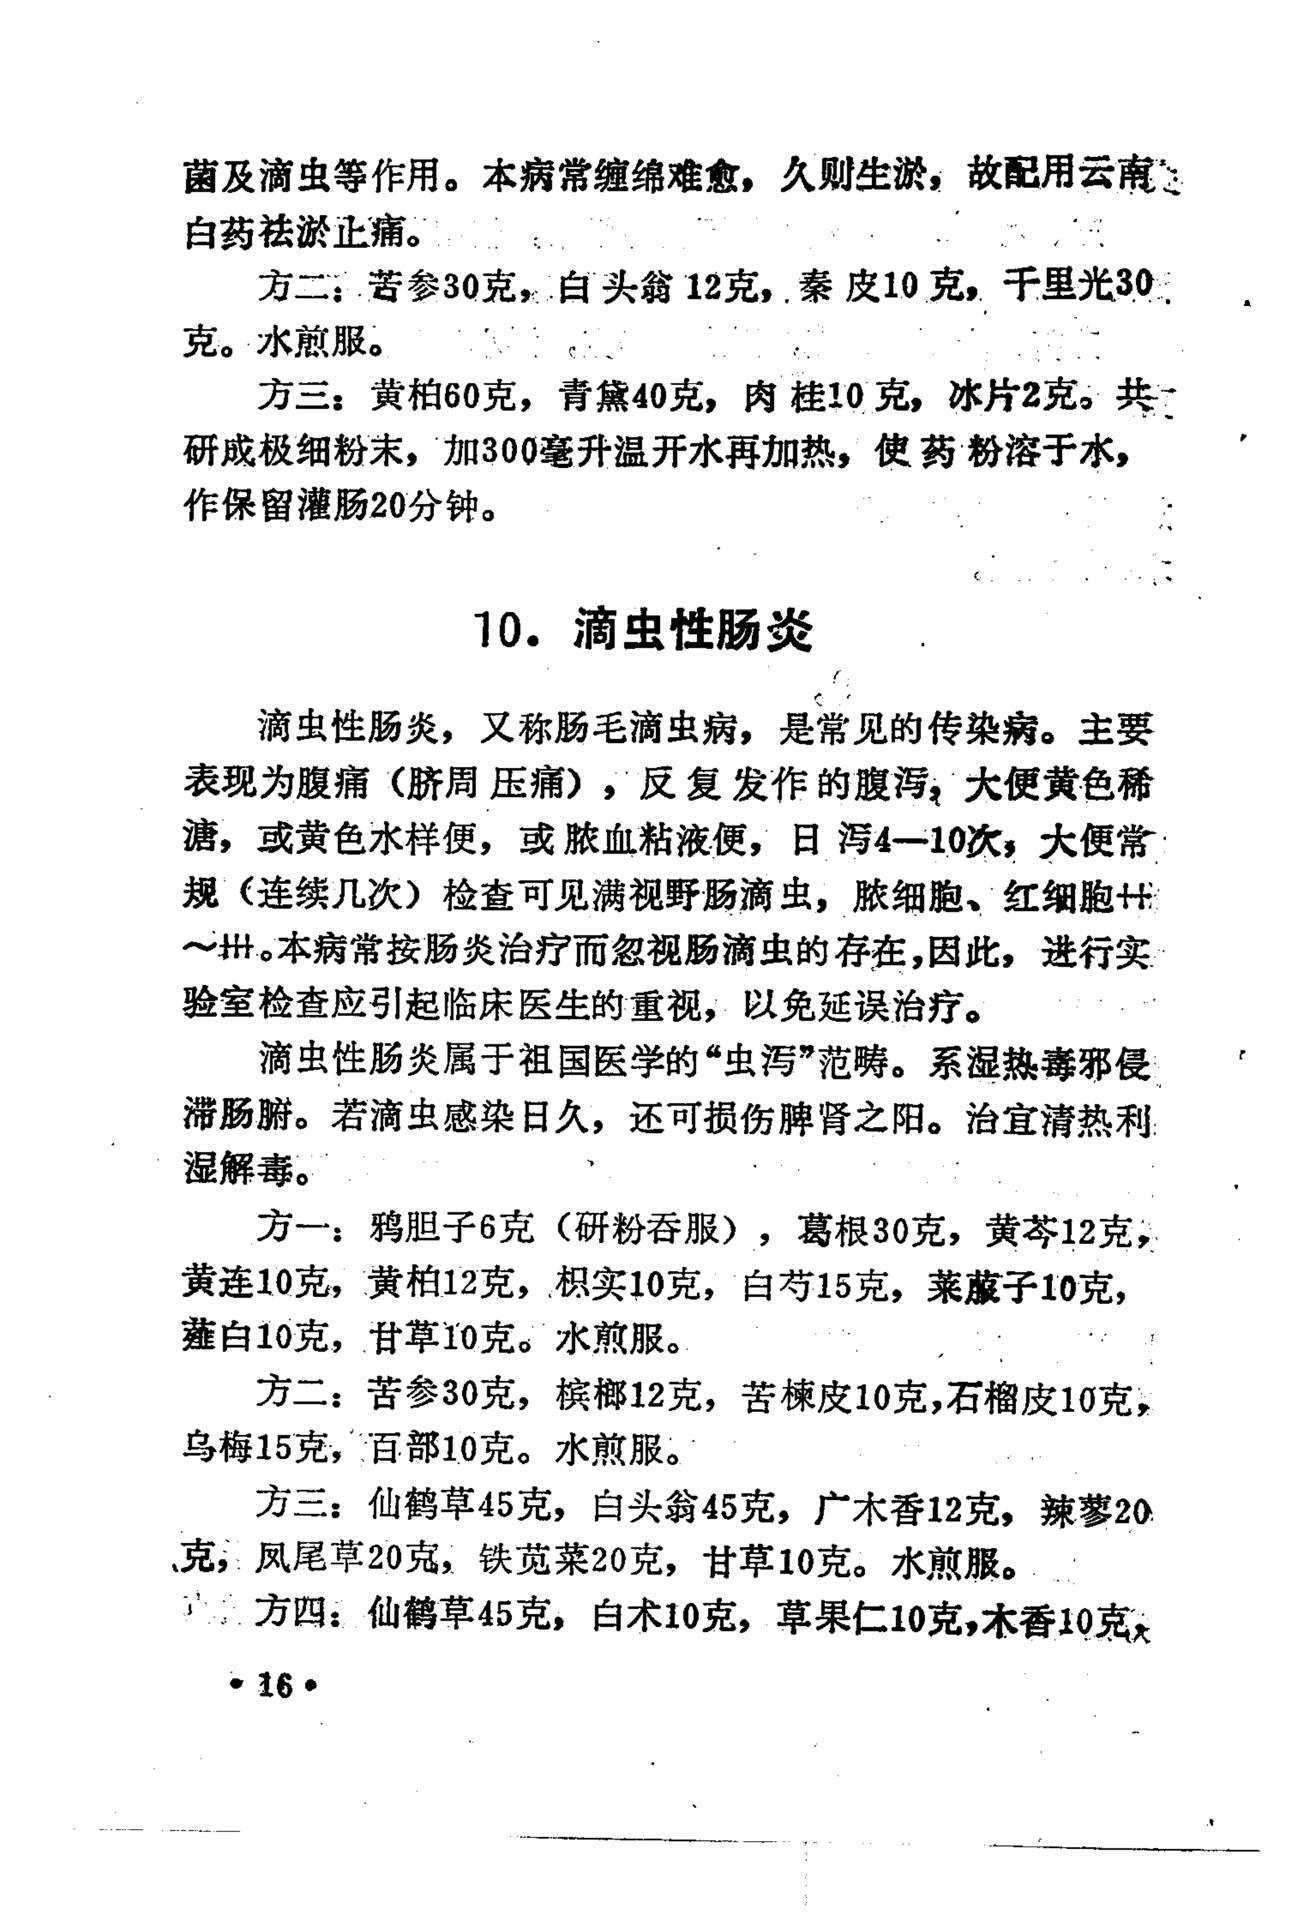 菌及滴虫等作用。本病常缠绵难愈，久则生淤，故配用云南
白药祛淤止痛。
方二：苦参30克，白头翁12克，秦皮10克，千里光30
克。水煎服。
方三：黄柏60克，青黛40克，肉桂10克，冰片2克。共
研成极细粉末，加300毫升温开水再加热，使药粉溶于水，
作保留灌肠20分钟。
10．滴虫性肠炎
滴虫性肠炎，又称肠毛滴虫病，是常见的传染病。主要
表现为腹痛（脐周压痛），反复发作的腹泻，大便黄色稀
溏，或黄色水样便，或脓血粘液便，日泻4—10次，大便常
规（连续几次）检查可见满视野肠滴虫，脓细胞、红细胞卄
～卅。本病常按肠炎治疗而忽视肠滴虫的存在，因此，进行实
验室检查应引起临床医生的重视，以免延误治疗。
滴虫性肠炎属于祖国医学的“虫泻”范畴。系湿热毒邪侵
滞肠腑。若滴虫感染日久，还可损伤脾肾之阳。治宜清热利
湿解毒。
方一：鸦胆子6克（研粉吞服），葛根30克，黄芩12克，
黄连10克，黄柏12克，枳实10克，白芍15克，莱菔子10克，
薤白10克，甘草10克。水煎服。
方二：苦参30克，槟榔12克，苦楝皮10克，石榴皮10克，
乌梅15克，百部10克。水煎服。
方三：仙鹤草45克，白头翁45克，广木香12克，辣蓼20
克，凤尾草20克，铁苋菜20克，甘草10克。水煎服。
方四：仙鹤草45克，白术10克，草果仁10克，木香10克，
•16•